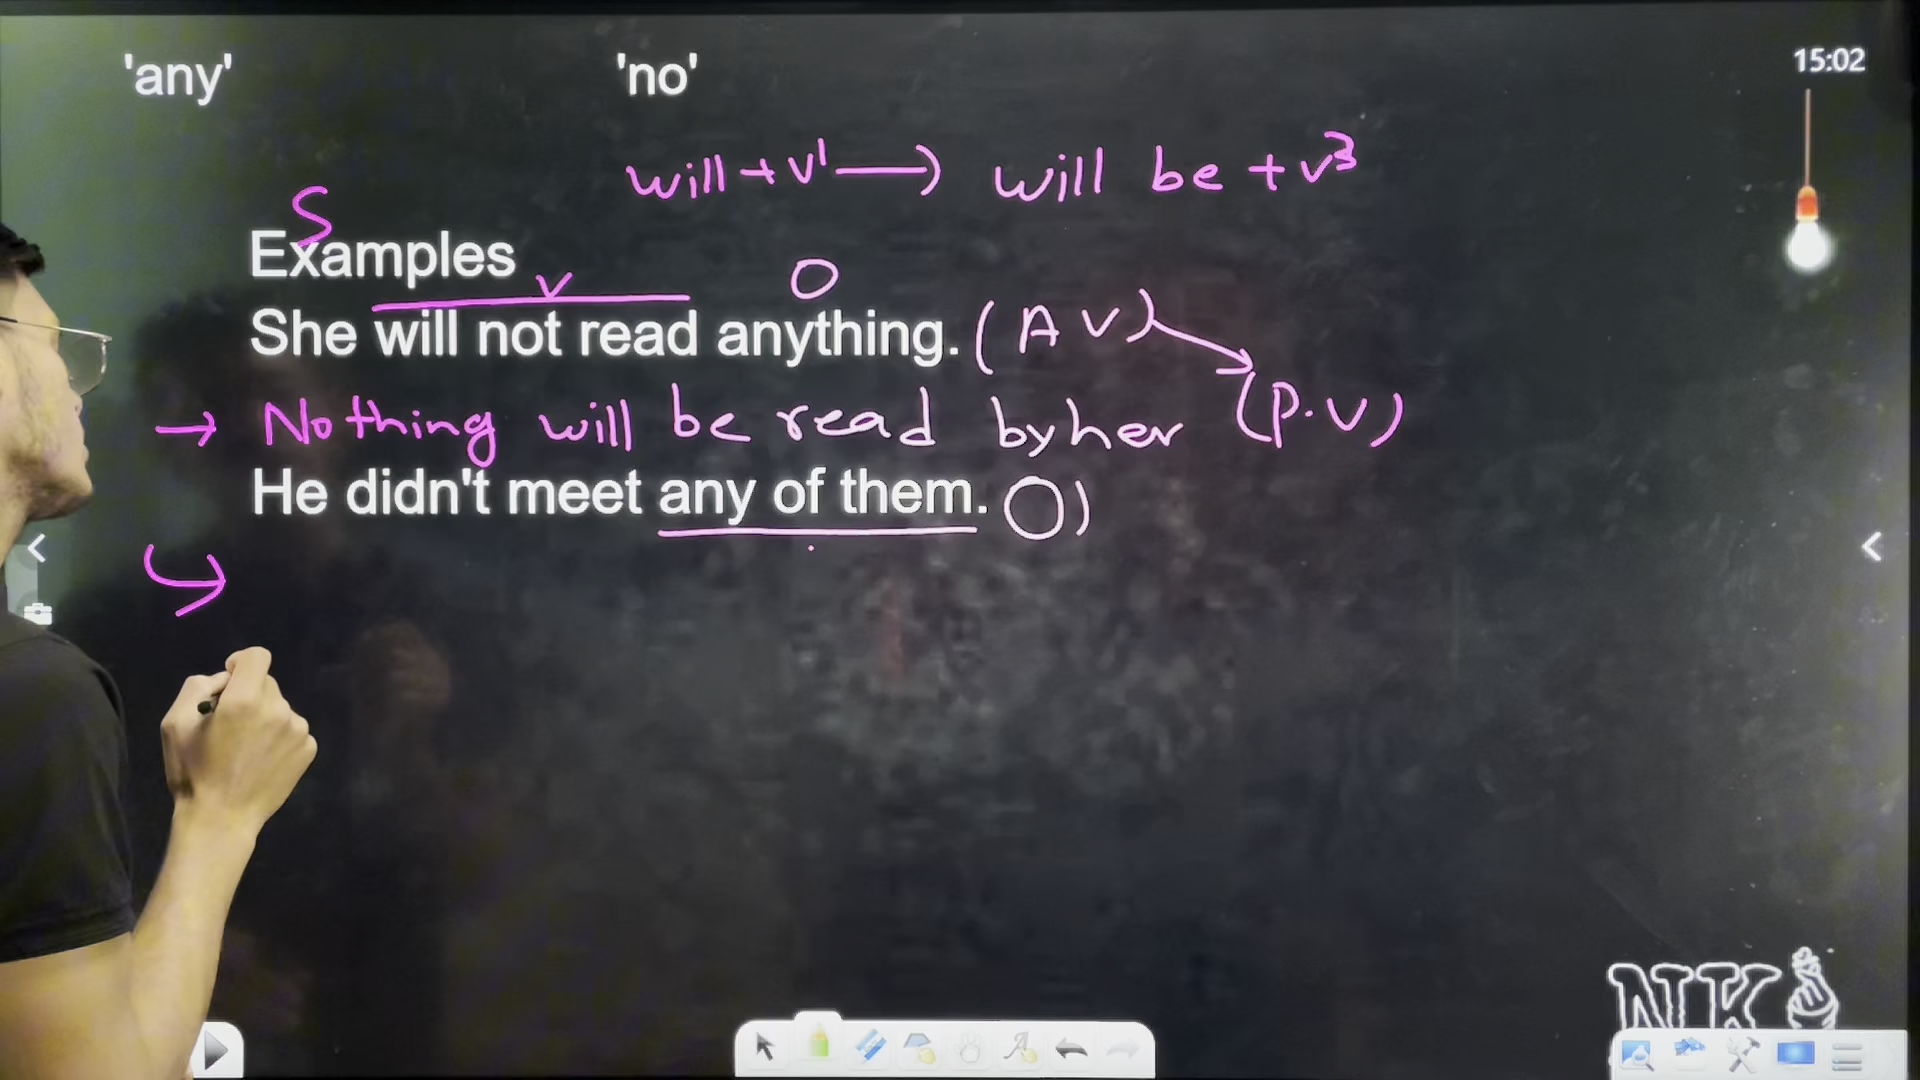 'any' 'no'
15:02
will + v1 → will be + v3
S
Examples
v O
She will not read anything. (A V)
→ Nothing will be read by her (P.V)
He didn't meet any of them. O)
NK